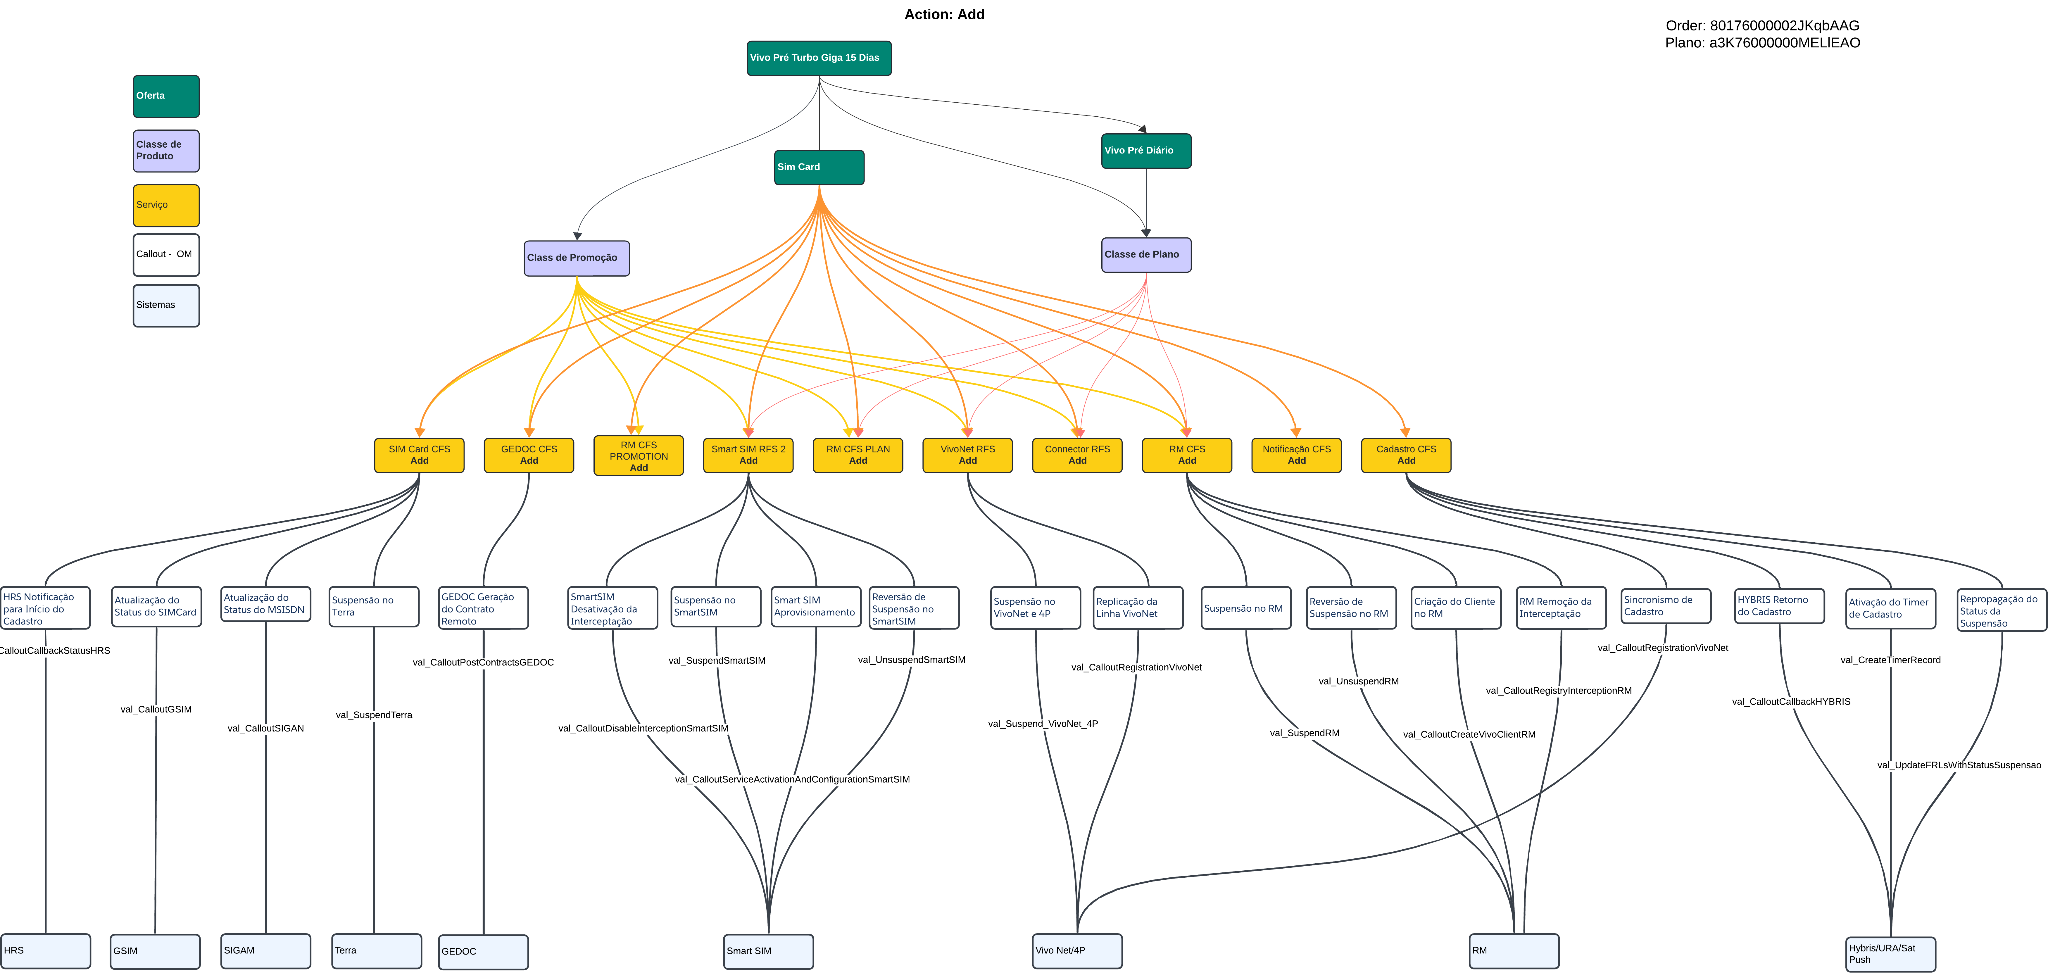 Action: Add
Order: 80176000002JKqbAAG
Plano: a3K76000000MELlEAO
Vivo Pré Turbo Giga 15 Dias
Oferta
Classe de
Produto
Serviço
Callout -  OM
Sistemas
Vivo Pré Diário
Sim Card
Class de Promoção
Classe de Plano
SIM Card CFS
Add
GEDOC CFS
Add
RM CFS
PROMOTION
Add
Smart SIM RFS 2
Add
RM CFS PLAN
Add
VivoNet RFS
Add
Connector RFS
Add
RM CFS
Add
Notificação CFS
Add
Cadastro CFS
Add
HRS Notificação
para Início do
Cadastro
Atualização do
Status do SIMCard
Atualização do
Status do MSISDN
Suspensão no
Terra
GEDOC Geração
do Contrato
Remoto
SmartSIM
Desativação da
Interceptação
Suspensão no
SmartSIM
Smart SIM
Aprovisionamento
Reversão de
Suspensão no
SmartSIM
Suspensão no
VivoNet e 4P
Replicação da
Linha VivoNet
Suspensão no RM
Reversão de
Suspensão no RM
Criação do Cliente
no RM
RM Remoção da
Interceptação
Sincronismo de
Cadastro
HYBRIS Retorno
do Cadastro
Ativação do Timer
de Cadastro
Repropagação do
Status da
Suspensão
CalloutCallbackStatusHRS
val_CalloutGSIM
val_CalloutSIGAN
val_SuspendTerra
val_CalloutPostContractsGEDOC
val_CalloutDisableInterceptionSmartSIM
val_SuspendSmartSIM
val_CalloutServiceActivationAndConfigurationSmartSIM
val_UnsuspendSmartSIM
val_Suspend_VivoNet_4P
val_CalloutRegistrationVivoNet
val_SuspendRM
val_UnsuspendRM
val_CalloutCreateVivoClientRM
val_CalloutRegistryInterceptionRM
val_CalloutRegistrationVivoNet
val_CalloutCallbackHYBRIS
val_CreateTimerRecord
val_UpdateFRLsWithStatusSuspensao
HRS
GSIM
SIGAM
Terra
GEDOC
Smart SIM
Vivo Net/4P
RM
Hybris/URA/Sat
Push